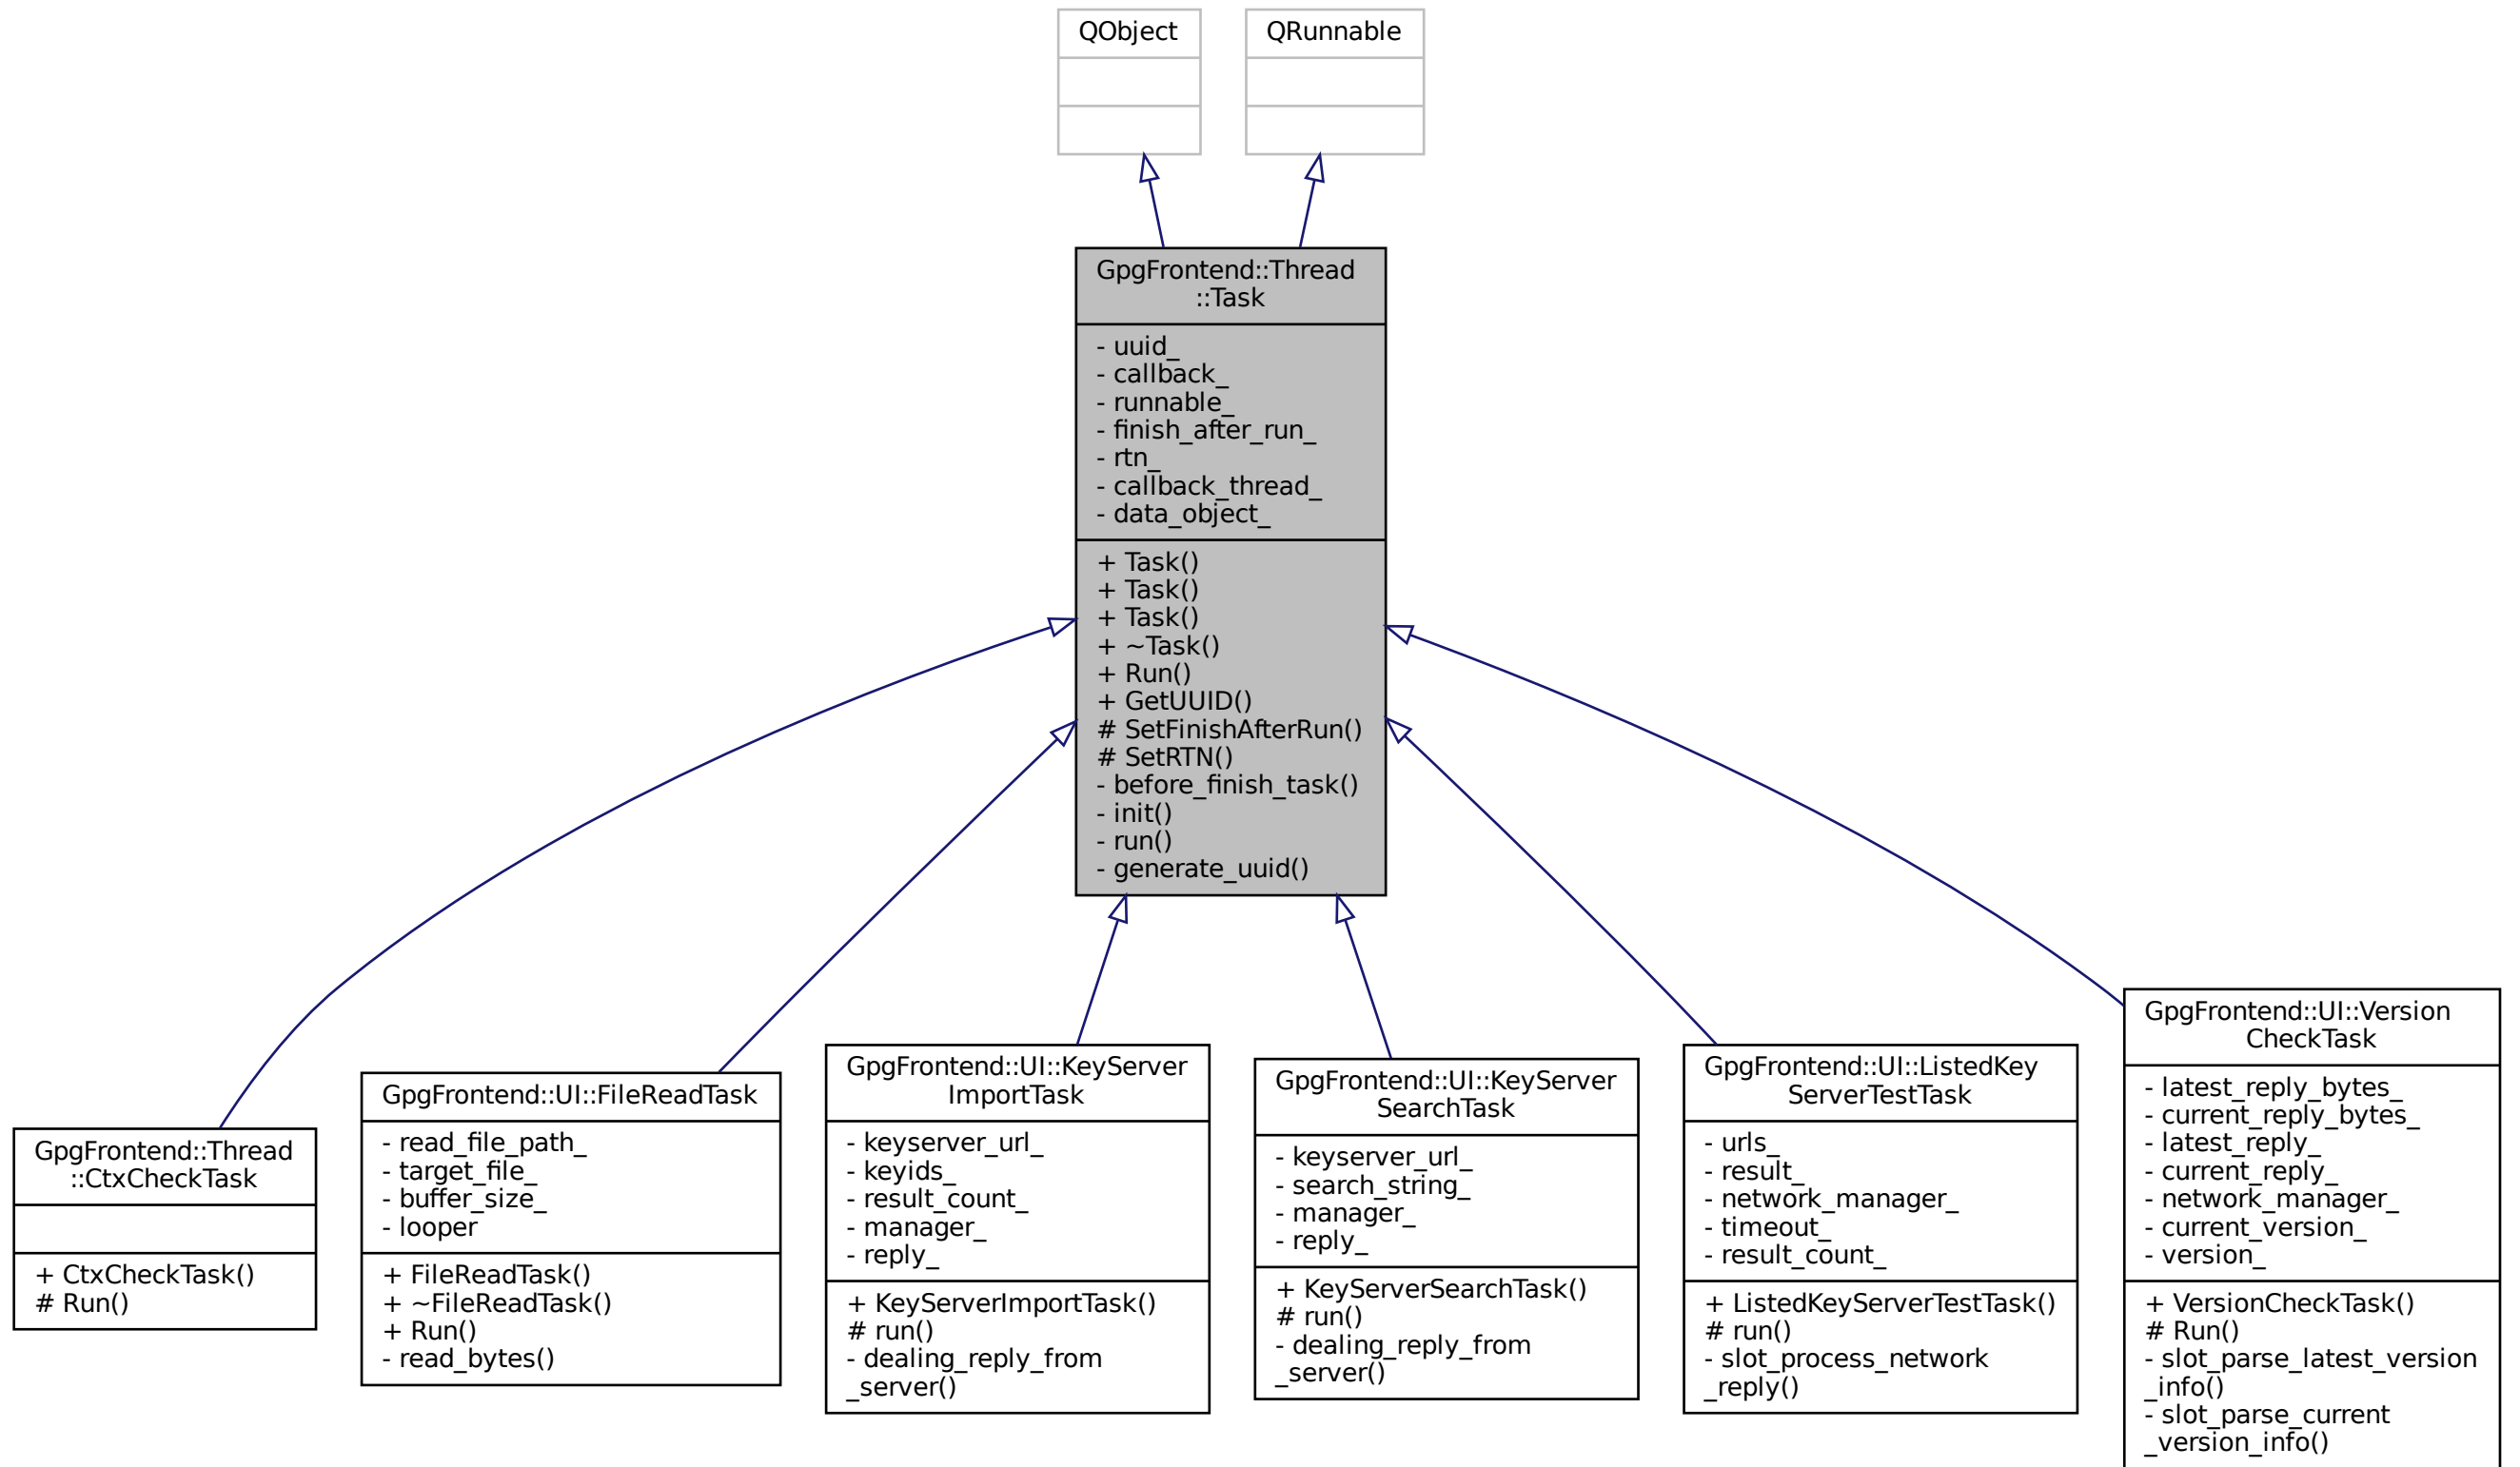 QObject
QRunnable
GpgFrontend::Thread
::Task
- uuid_
- callback_
- runnable_
- finish_after_run_
- rtn_
- callback_thread_
- data_object_
+ Task()
+ Task()
+ Task()
+ ~Task()
+ Run()
+ GetUUID()
# SetFinishAfterRun()
# SetRTN()
- before_finish_task()
- init()
- run()
- generate_uuid()
GpgFrontend::Thread
::CtxCheckTask
+ CtxCheckTask()
# Run()
GpgFrontend::UI::FileReadTask
- read_file_path_
- target_file_
- buffer_size_
- looper
+ FileReadTask()
+ ~FileReadTask()
+ Run()
- read_bytes()
GpgFrontend::UI::KeyServer
ImportTask
- keyserver_url_
- keyids_
- result_count_
- manager_
- reply_
+ KeyServerImportTask()
# run()
- dealing_reply_from
_server()
GpgFrontend::UI::KeyServer
SearchTask
- keyserver_url_
- search_string_
- manager_
- reply_
+ KeyServerSearchTask()
# run()
- dealing_reply_from
_server()
GpgFrontend::UI::ListedKey
ServerTestTask
- urls_
- result_
- network_manager_
- timeout_
- result_count_
+ ListedKeyServerTestTask()
# run()
- slot_process_network
_reply()
GpgFrontend::UI::Version
CheckTask
- latest_reply_bytes_
- current_reply_bytes_
- latest_reply_
- current_reply_
- network_manager_
- current_version_
- version_
+ VersionCheckTask()
# Run()
- slot_parse_latest_version
_info()
- slot_parse_current
_version_info()